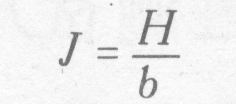 J = H/b